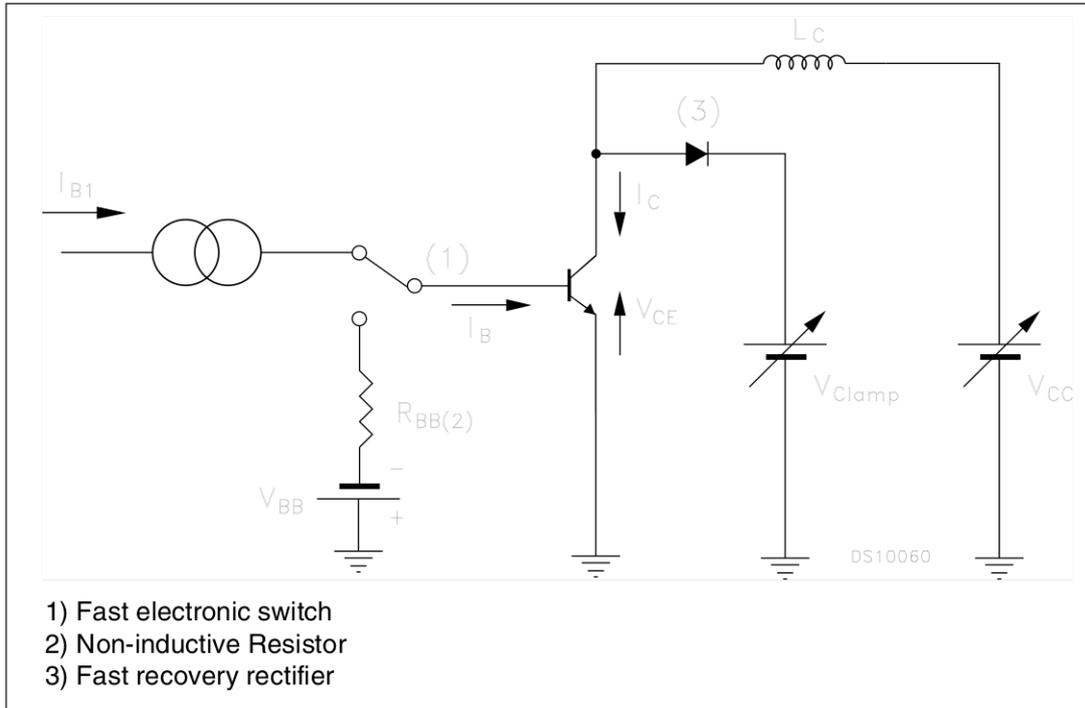 L_C
(3)
I_B1
I_C
(1)
V_CE
I_B
V_Clamp
V_CC
R_BB(2)
−
V_BB
+
DS10060
1) Fast electronic switch
2) Non-inductive Resistor
3) Fast recovery rectifier